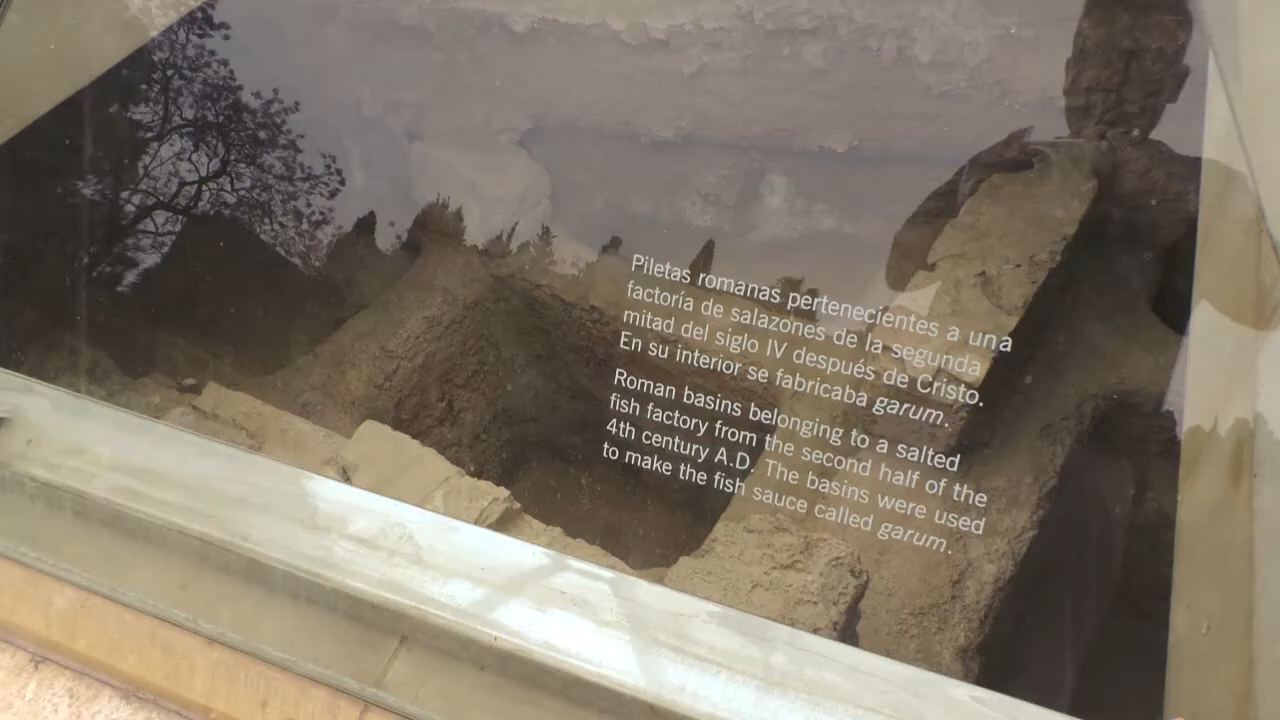 Piletas romanas pertenecientes a una
factoría de salazones de la segunda
mitad del siglo IV después de Cristo.
En su interior se fabricaba garum.
Roman basins belonging to a salted
fish factory from the second half of the
4th century A.D. The basins were used
to make the fish sauce called garum.